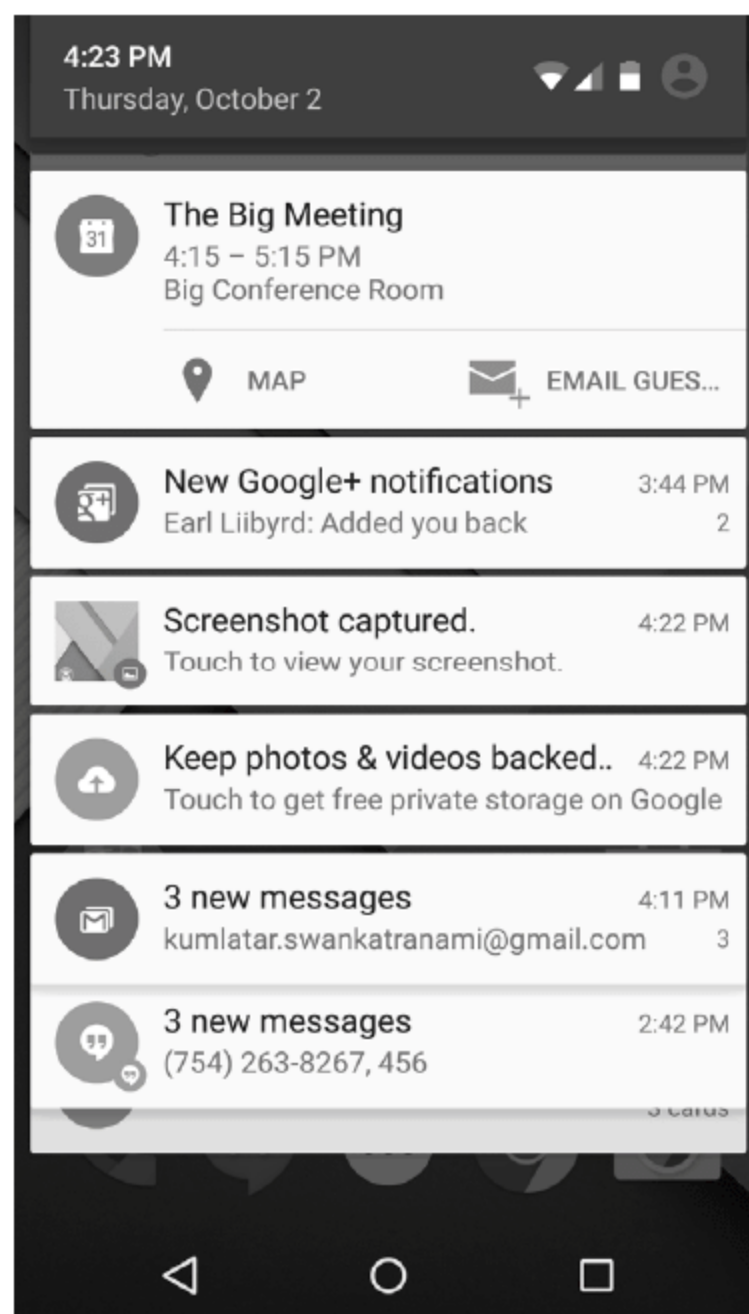 4:23 PM
Thursday, October 2
31
The Big Meeting
4:15 – 5:15 PM
Big Conference Room
MAP
EMAIL GUES...
New Google+ notifications 3:44 PM
Earl Liibyrd: Added you back 2
Screenshot captured. 4:22 PM
Touch to view your screenshot.
Keep photos & videos backed.. 4:22 PM
Touch to get free private storage on Google
3 new messages 4:11 PM
kumlatar.swankatranami@gmail.com 3
3 new messages 2:42 PM
(754) 263-8267, 456
cards